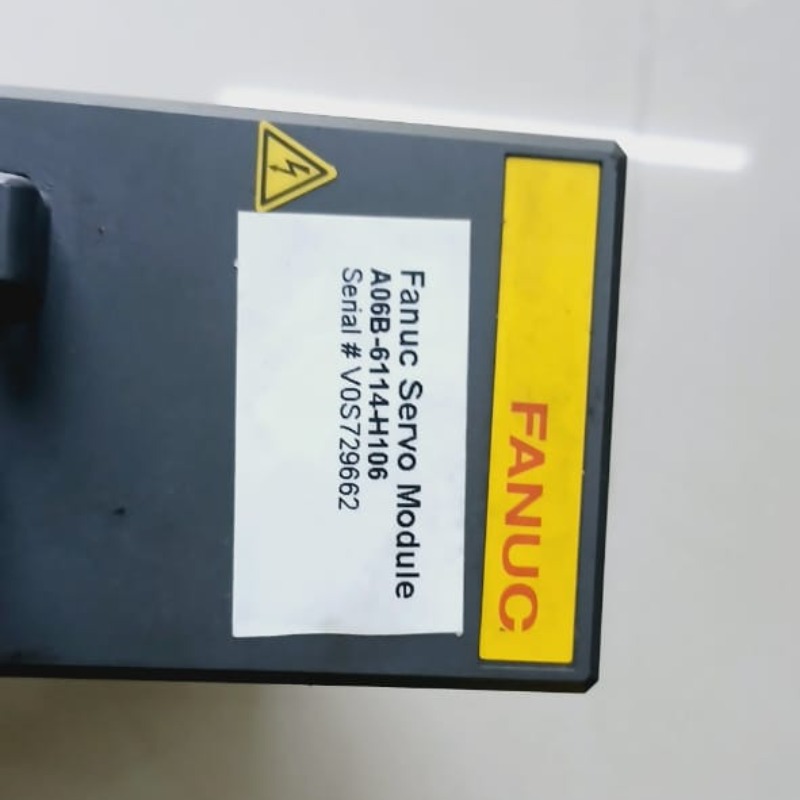 FANUC
Fanuc Servo Module
A06B-6114-H106
Serial # V0S729662